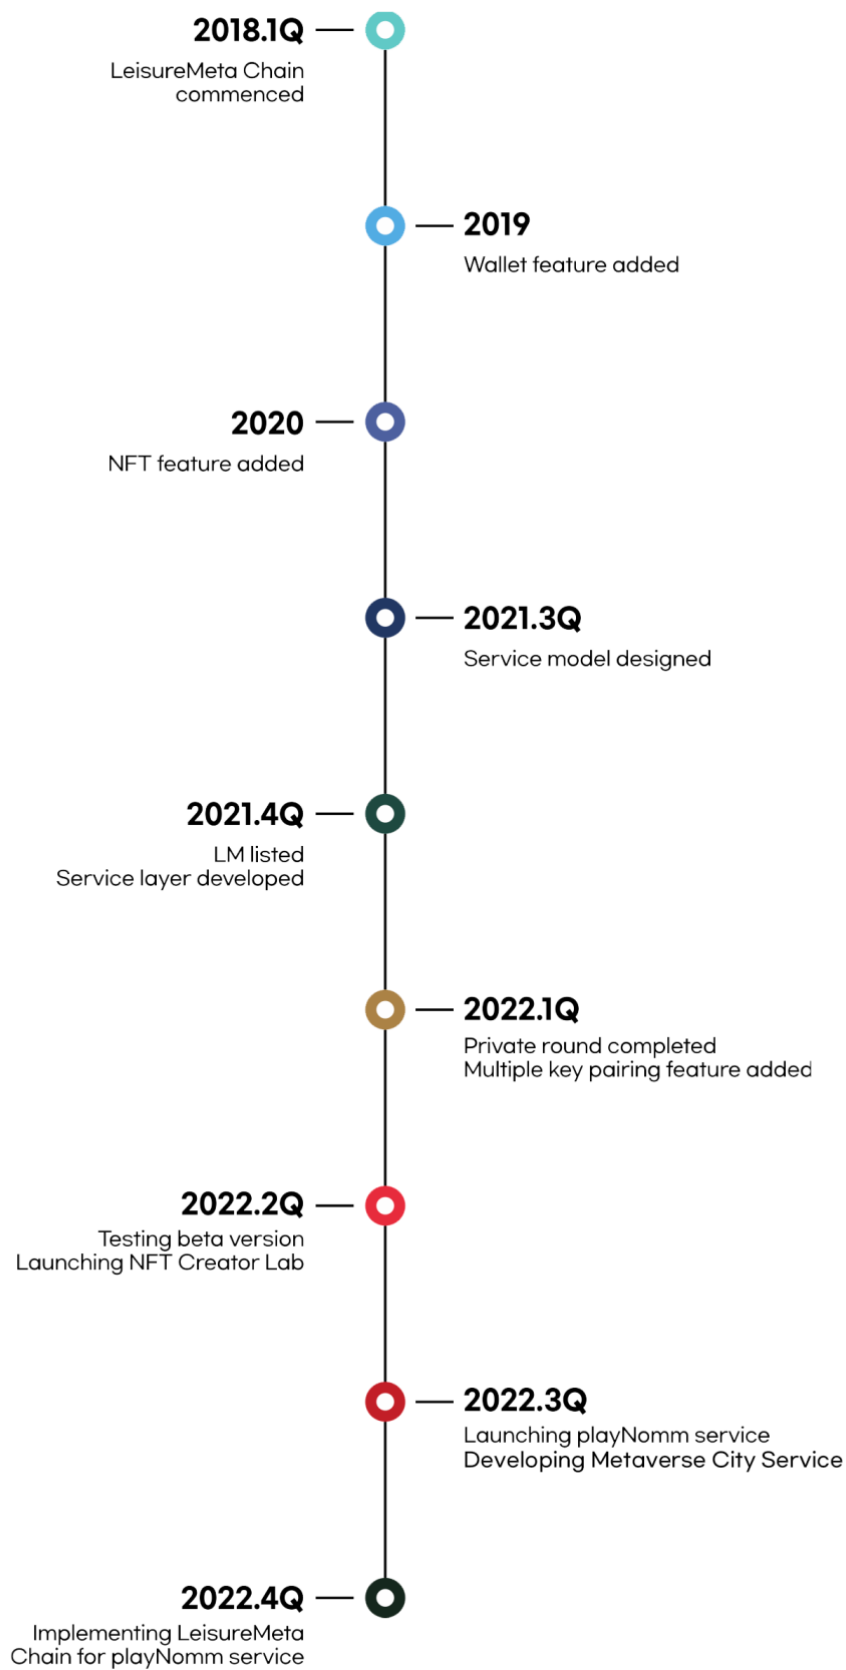 2018.1Q
LeisureMeta Chain
commenced
2019
Wallet feature added
2020
NFT feature added
2021.3Q
Service model designed
2021.4Q
LM listed
Service layer developed
2022.1Q
Private round completed
Multiple key pairing feature added
2022.2Q
Testing beta version
Launching NFT Creator Lab
2022.3Q
Launching playNomm service
Developing Metaverse City Service
2022.4Q
Implementing LeisureMeta
Chain for playNomm service